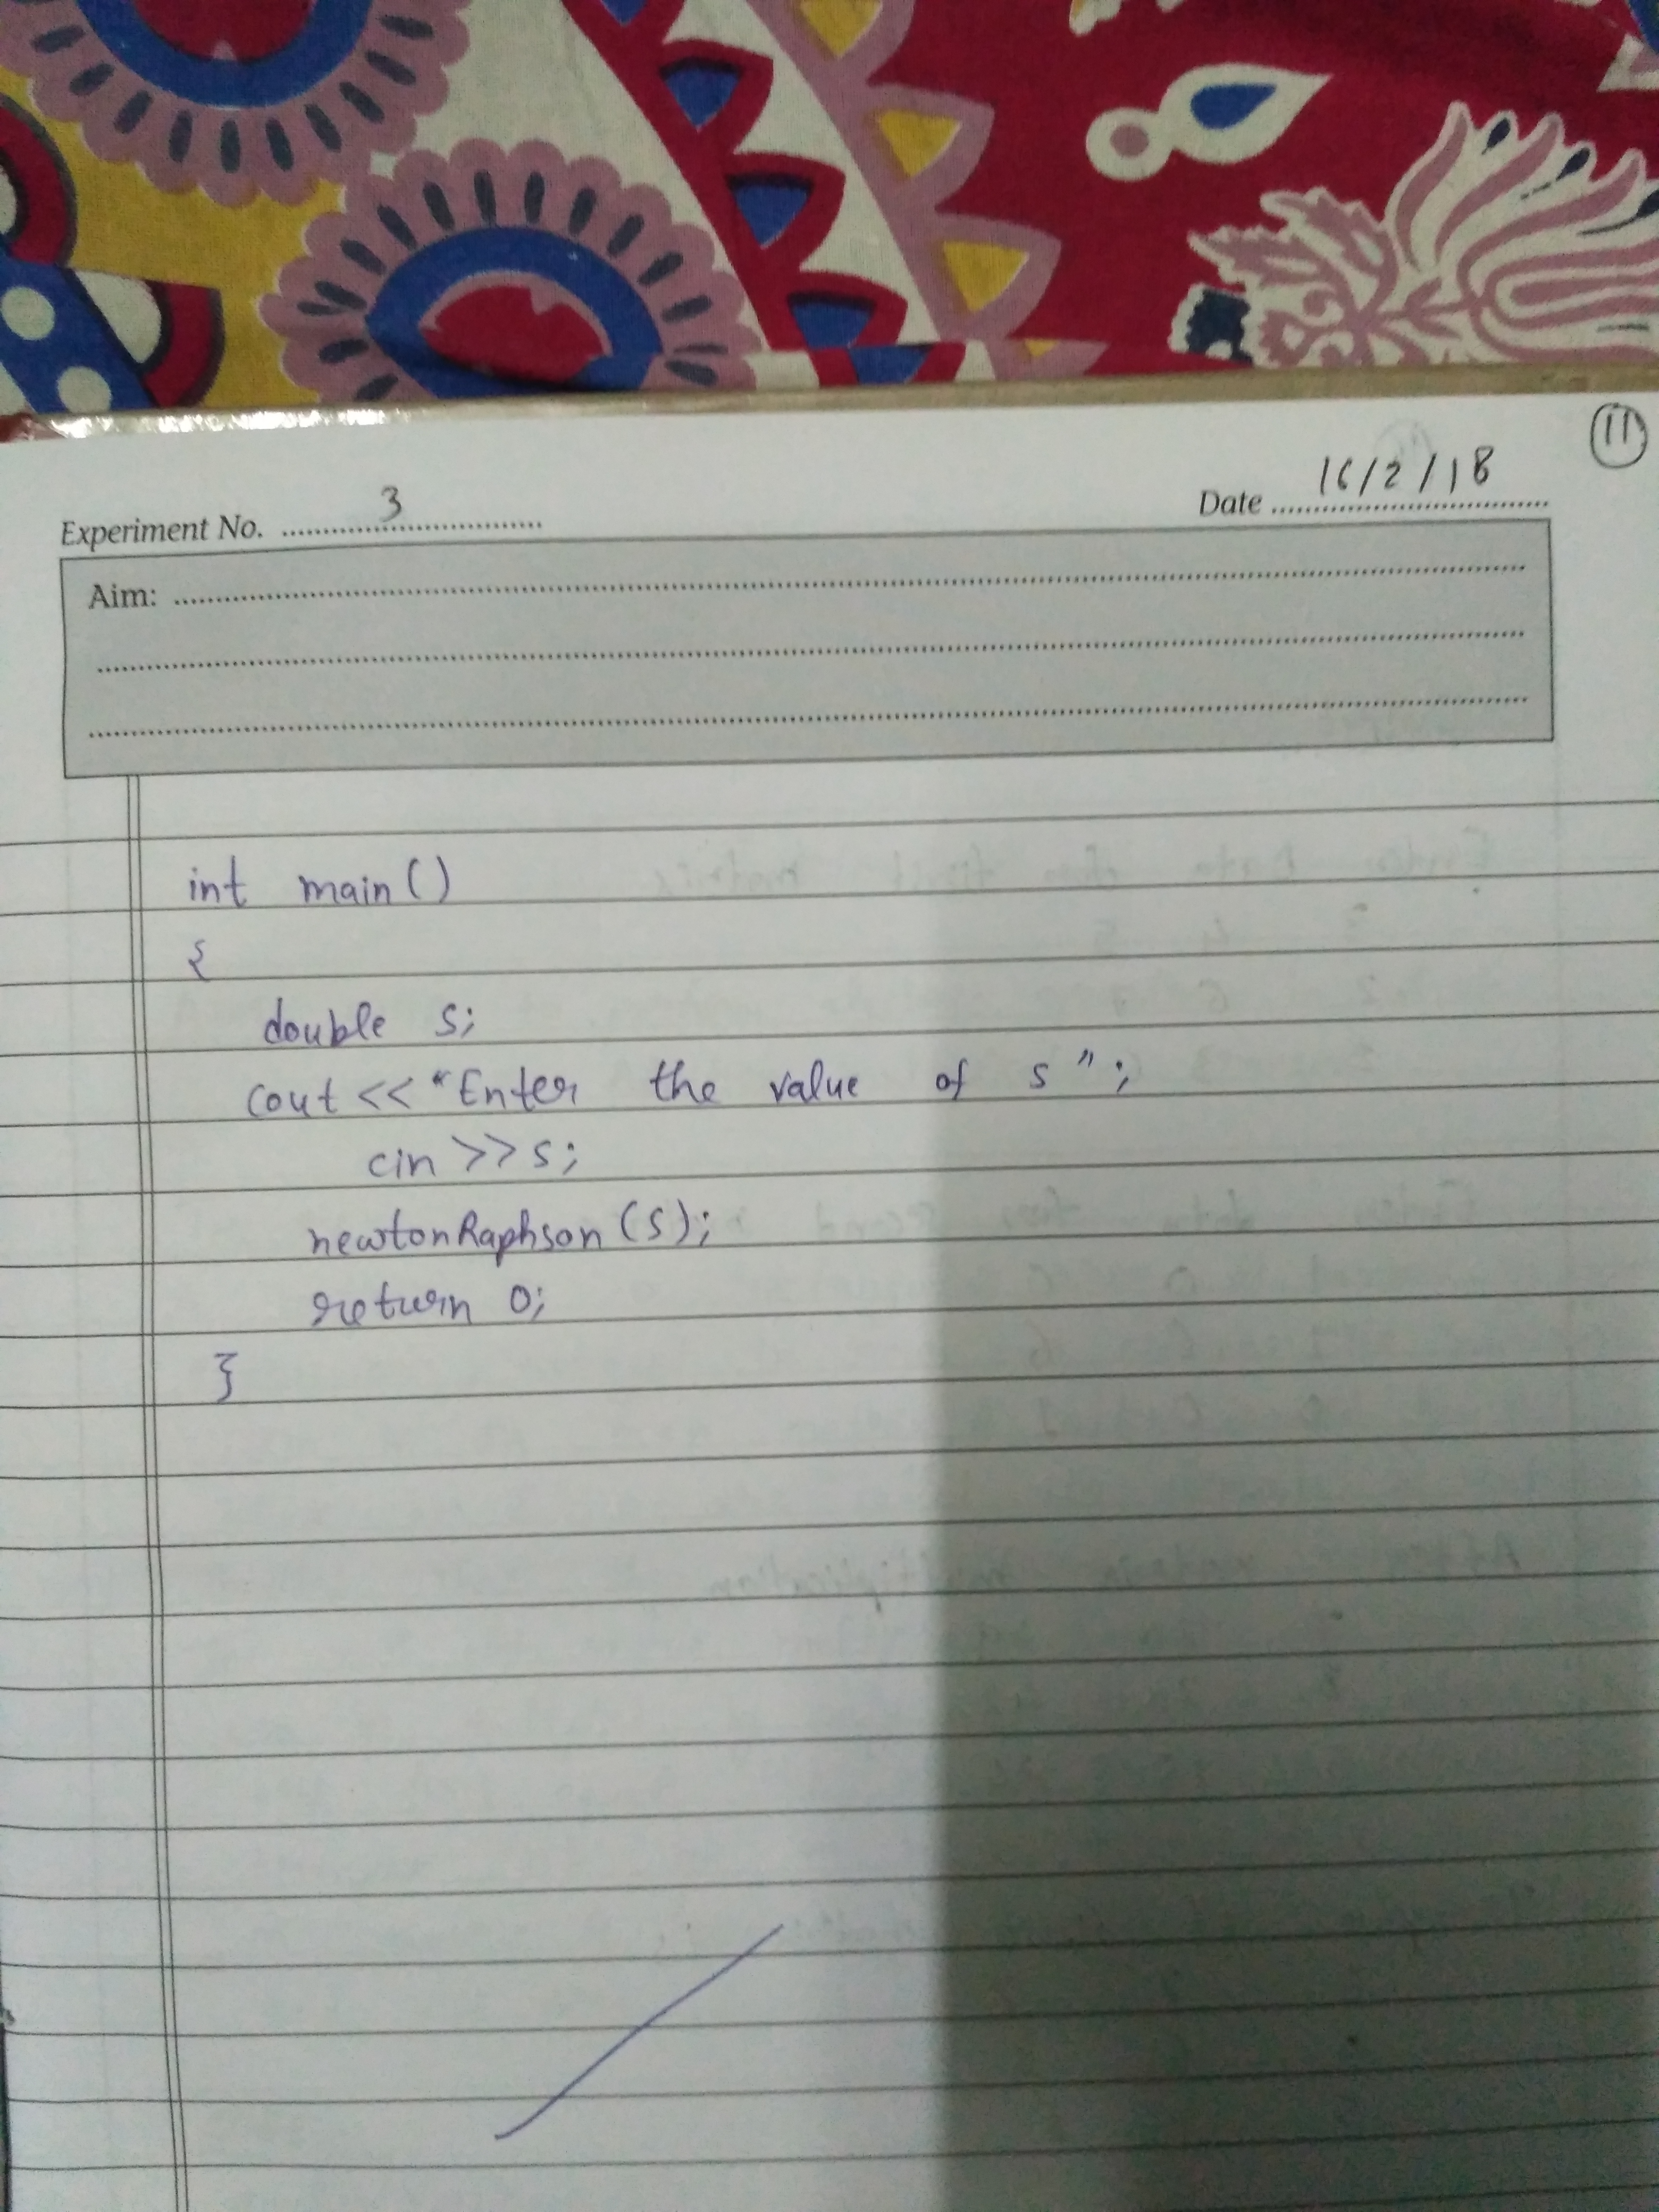 11
Experiment No. 3
Date 16/2/18
Aim:
int main()
{
double s;
cout << "Enter the value of s";
cin >> s;
newtonRaphson(s);
return 0;
}